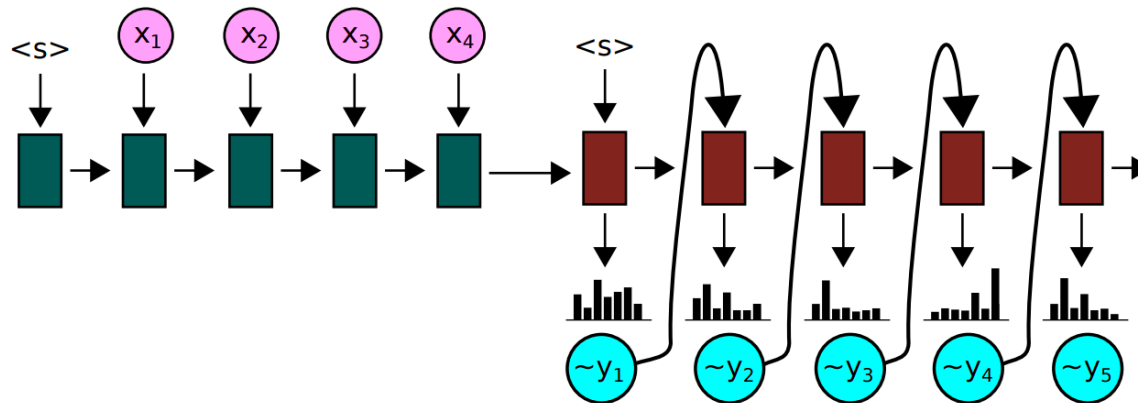 <s> x₁ x₂ x₃ x₄
<s>
~y₁ ~y₂ ~y₃ ~y₄ ~y₅